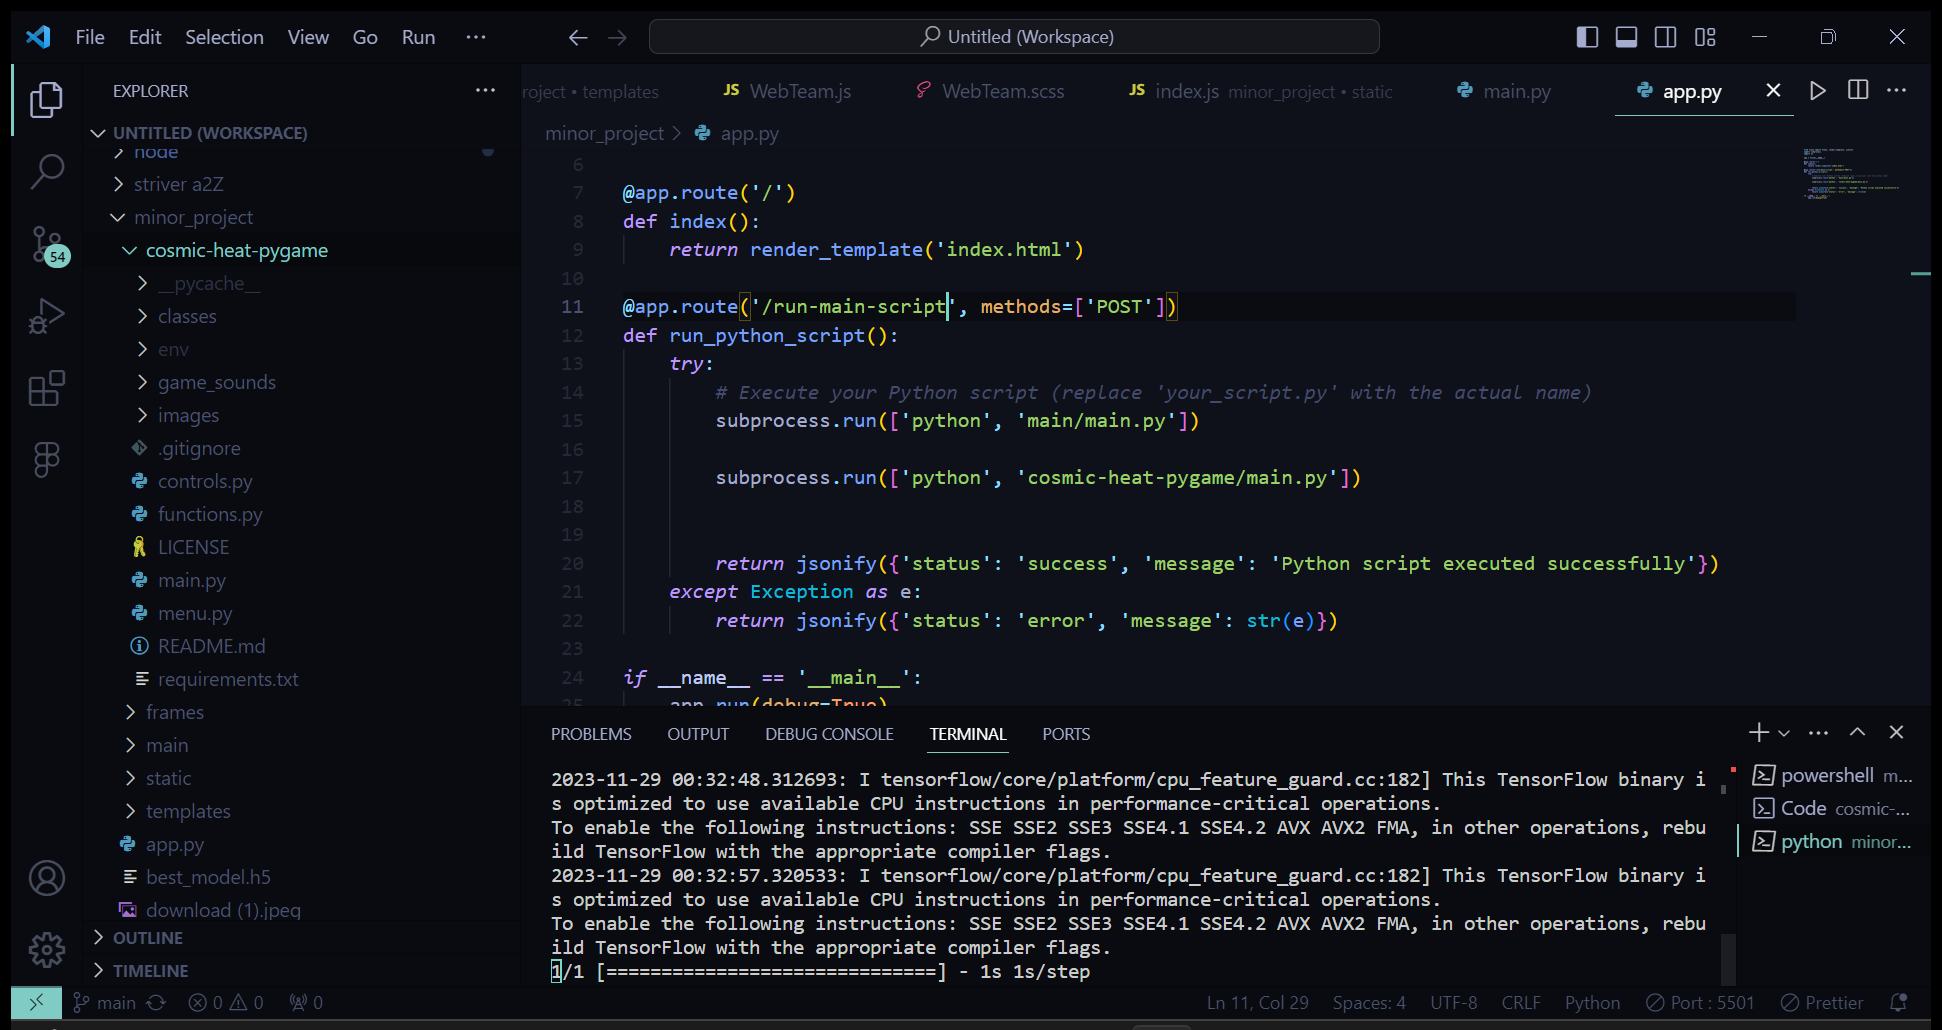 File Edit Selection View Go Run ···
Untitled (Workspace)
EXPLORER
UNTITLED (WORKSPACE)
node
striver a2Z
minor_project
cosmic-heat-pygame
__pycache__
classes
env
game_sounds
images
.gitignore
controls.py
functions.py
LICENSE
main.py
menu.py
README.md
requirements.txt
frames
main
static
templates
app.py
best_model.h5
download (1).jpeg
OUTLINE
TIMELINE
54
roject • templates
JS WebTeam.js
WebTeam.scss
JS index.js minor_project • static
main.py
app.py
minor_project > app.py
6
7 @app.route('/')
8 def index():
9 return render_template('index.html')
10
11 @app.route('/run-main-script', methods=['POST'])
12 def run_python_script():
13 try:
14 # Execute your Python script (replace 'your_script.py' with the actual name)
15 subprocess.run(['python', 'main/main.py'])
16
17 subprocess.run(['python', 'cosmic-heat-pygame/main.py'])
18
19
20 return jsonify({'status': 'success', 'message': 'Python script executed successfully'})
21 except Exception as e:
22 return jsonify({'status': 'error', 'message': str(e)})
23
24 if __name__ == '__main__':
25 app.run(debug=True)
PROBLEMS OUTPUT DEBUG CONSOLE TERMINAL PORTS
2023-11-29 00:32:48.312693: I tensorflow/core/platform/cpu_feature_guard.cc:182] This TensorFlow binary i
s optimized to use available CPU instructions in performance-critical operations.
To enable the following instructions: SSE SSE2 SSE3 SSE4.1 SSE4.2 AVX AVX2 FMA, in other operations, rebu
ild TensorFlow with the appropriate compiler flags.
2023-11-29 00:32:57.320533: I tensorflow/core/platform/cpu_feature_guard.cc:182] This TensorFlow binary i
s optimized to use available CPU instructions in performance-critical operations.
To enable the following instructions: SSE SSE2 SSE3 SSE4.1 SSE4.2 AVX AVX2 FMA, in other operations, rebu
ild TensorFlow with the appropriate compiler flags.
1/1 [==============================] - 1s 1s/step
powershell m...
Code cosmic-...
python minor...
main 0 0 0
Ln 11, Col 29 Spaces: 4 UTF-8 CRLF Python Port : 5501 Prettier